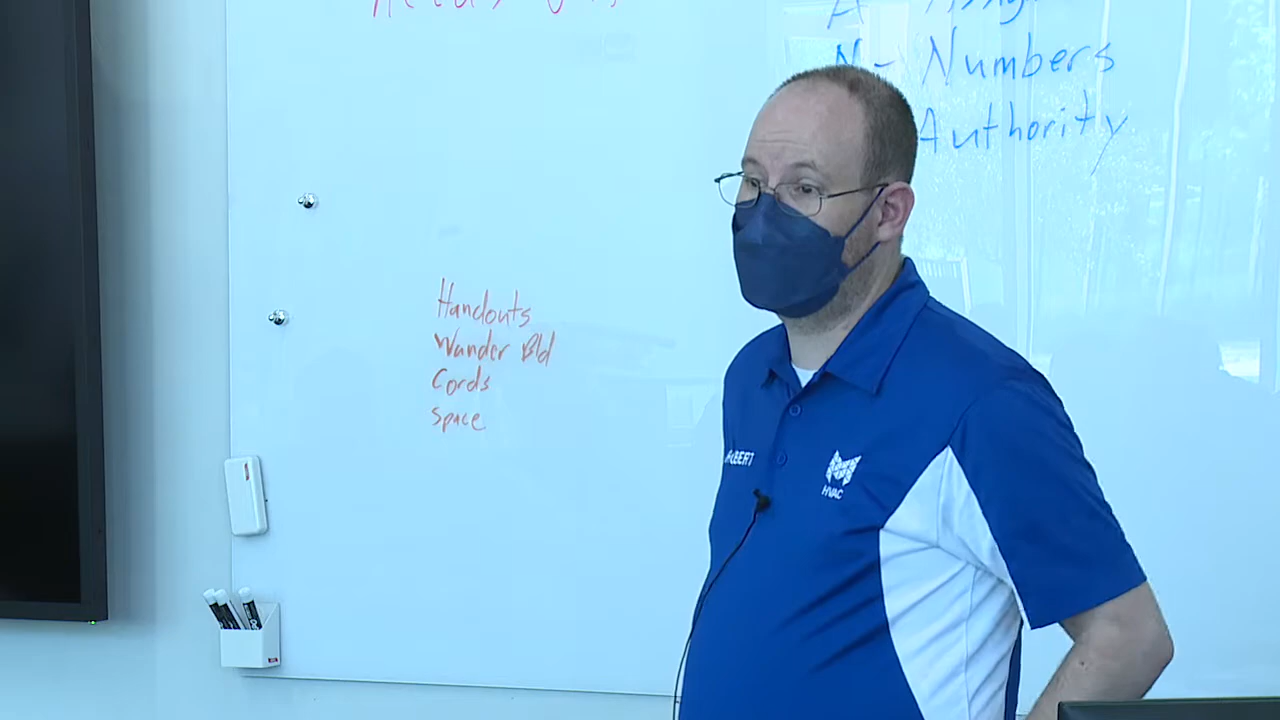 N - Numbers
Authority
Handouts
Wander Bld
Cords
Space
HVAC